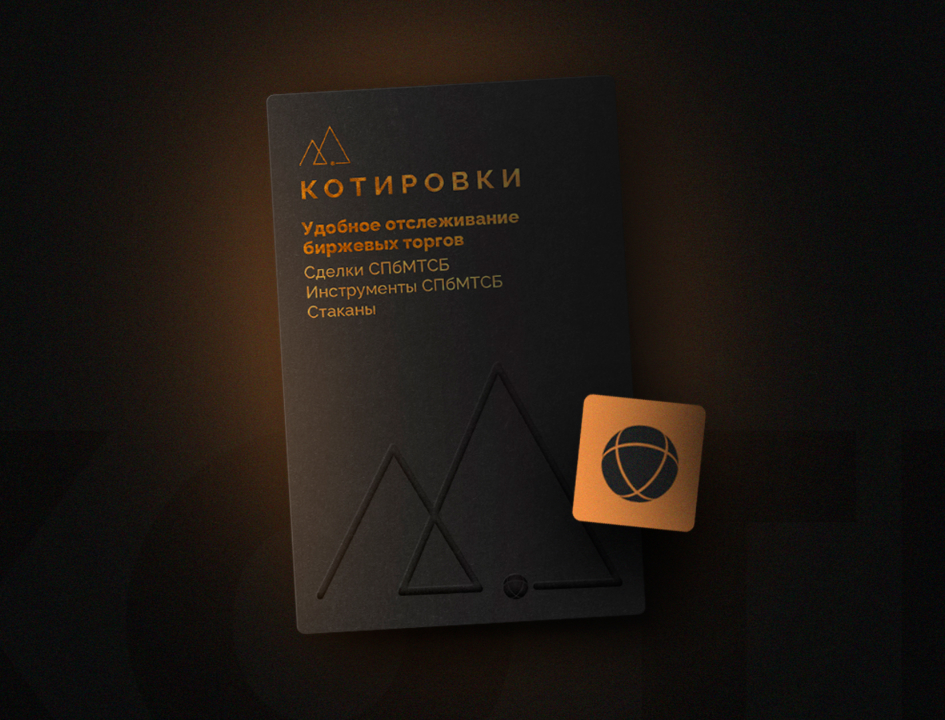 КОТИРОВКИ
Удобное отслеживание
биржевых торгов
Сделки СПбМТСБ
Инструменты СПбМТСБ
Стаканы